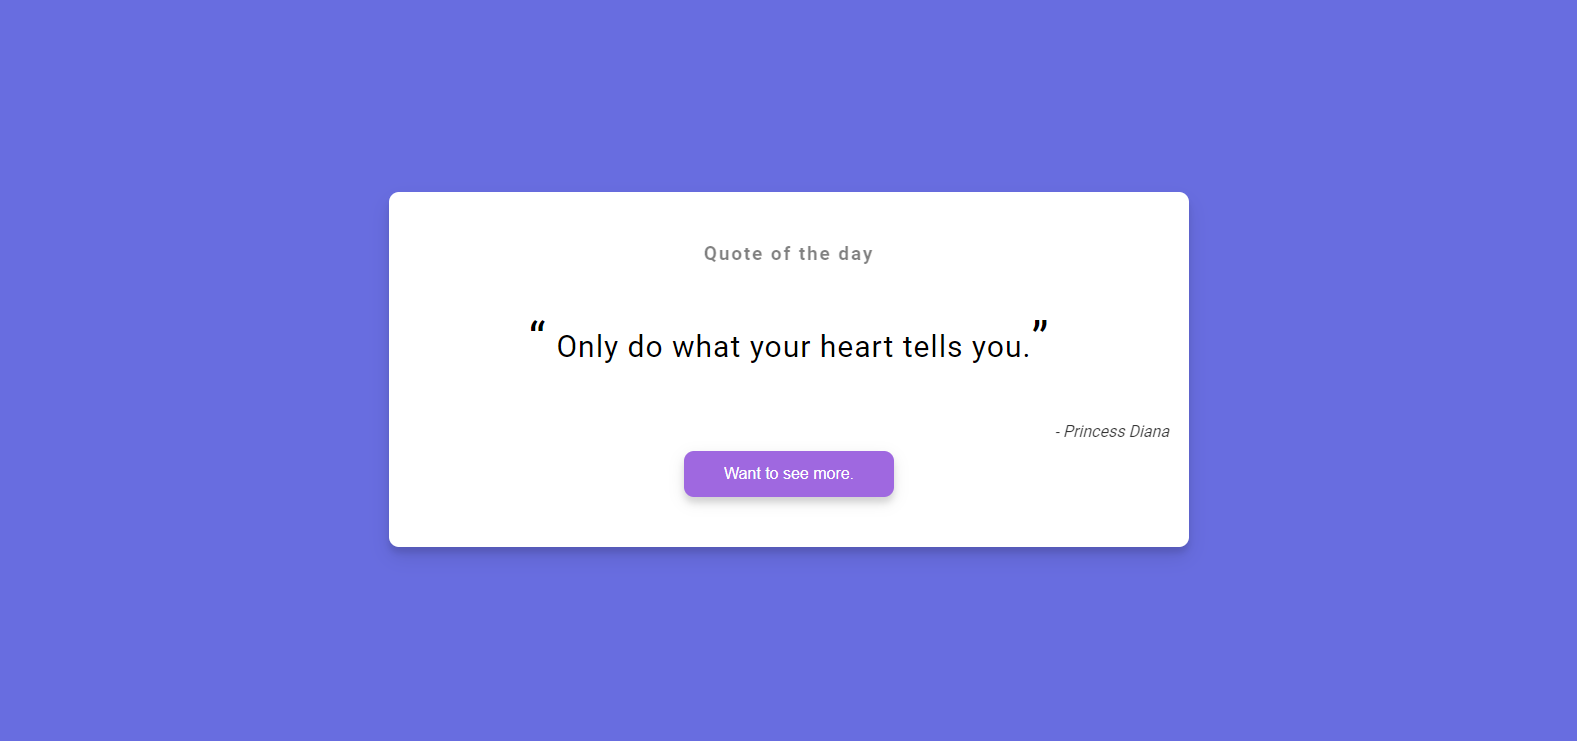 Quote of the day
“ Only do what your heart tells you.”
- Princess Diana
Want to see more.